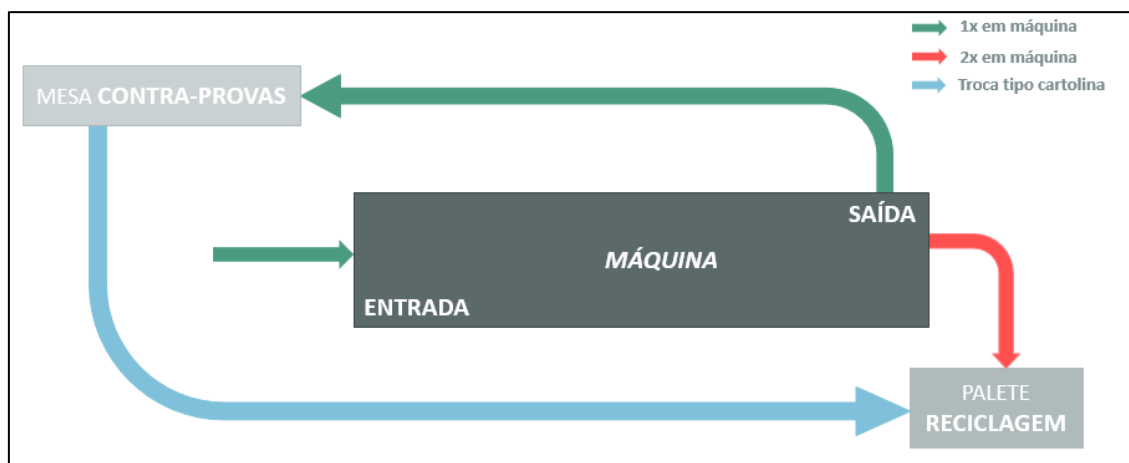 1x em máquina
2x em máquina
Troca tipo cartolina
MESA CONTRA-PROVAS
SAÍDA
MÁQUINA
ENTRADA
PALETE
RECICLAGEM